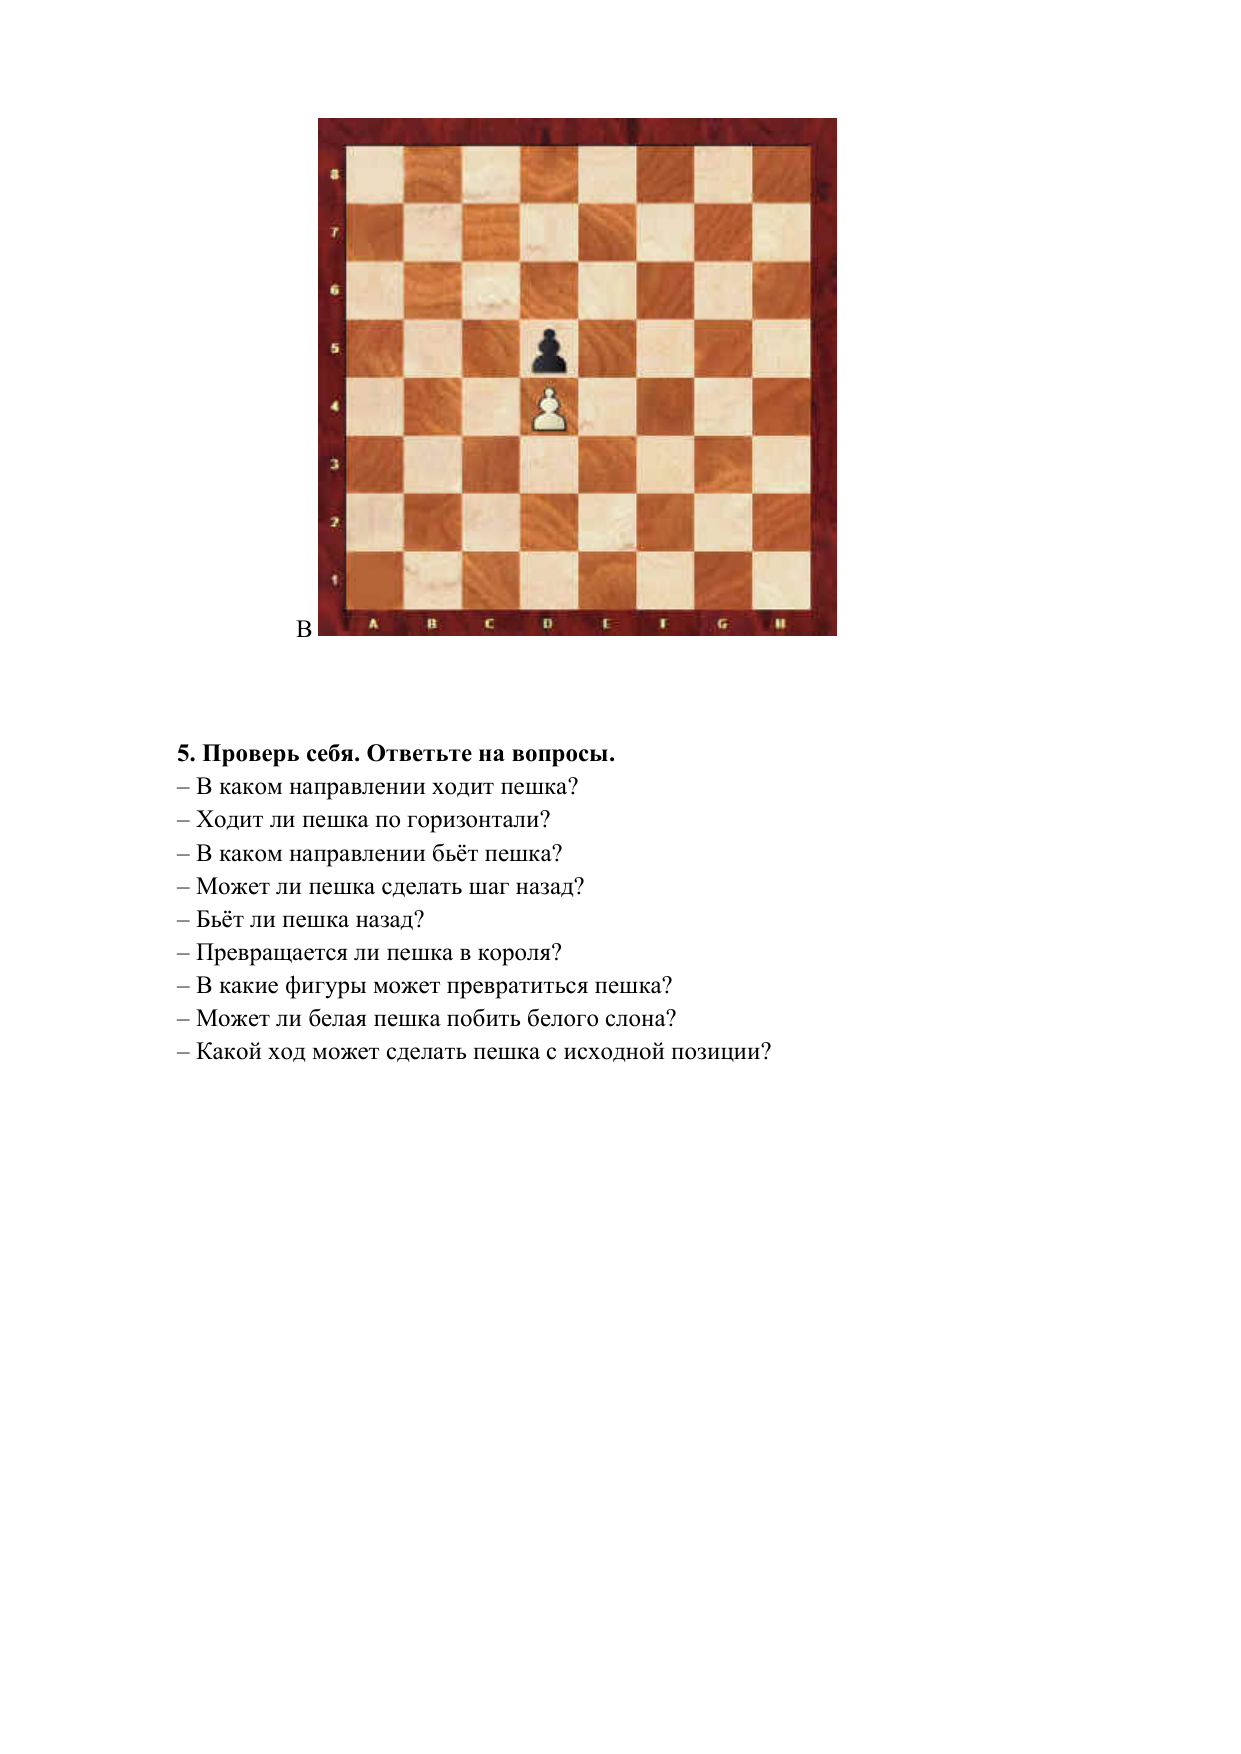 8
7
6
5
4
3
2
1
A B C D E F G H
В
5. Проверь себя. Ответьте на вопросы.
– В каком направлении ходит пешка?
– Ходит ли пешка по горизонтали?
– В каком направлении бьёт пешка?
– Может ли пешка сделать шаг назад?
– Бьёт ли пешка назад?
– Превращается ли пешка в короля?
– В какие фигуры может превратиться пешка?
– Может ли белая пешка побить белого слона?
– Какой ход может сделать пешка с исходной позиции?